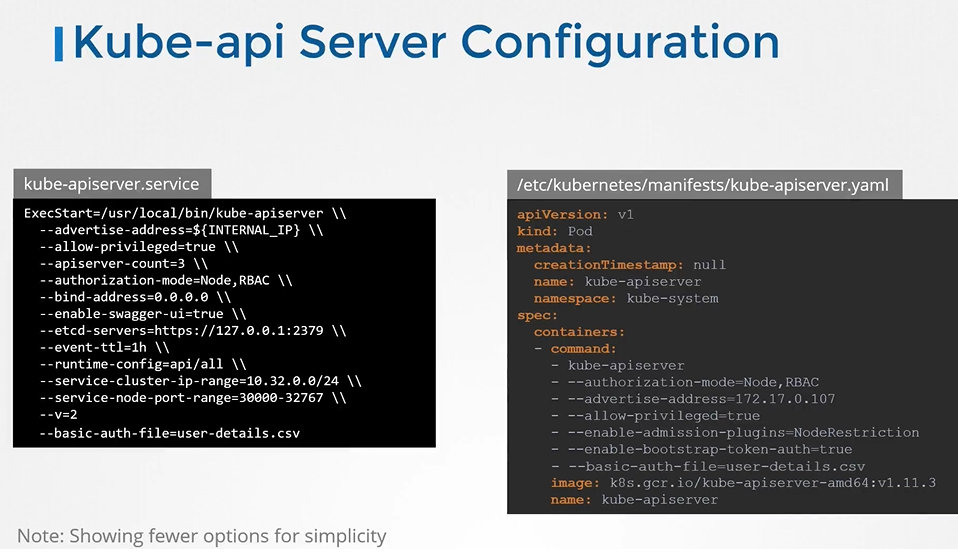 Kube-api Server Configuration
kube-apiserver.service
ExecStart=/usr/local/bin/kube-apiserver \\
--advertise-address=${INTERNAL_IP} \\
--allow-privileged=true \\
--apiserver-count=3 \\
--authorization-mode=Node,RBAC \\
--bind-address=0.0.0.0 \\
--enable-swagger-ui=true \\
--etcd-servers=https://127.0.0.1:2379 \\
--event-ttl=1h \\
--runtime-config=api/all \\
--service-cluster-ip-range=10.32.0.0/24 \\
--service-node-port-range=30000-32767 \\
--v=2
--basic-auth-file=user-details.csv
/etc/kubernetes/manifests/kube-apiserver.yaml
apiVersion: v1
kind: Pod
metadata:
creationTimestamp: null
name: kube-apiserver
namespace: kube-system
spec:
containers:
- command:
- kube-apiserver
- --authorization-mode=Node,RBAC
- --advertise-address=172.17.0.107
- --allow-privileged=true
- --enable-admission-plugins=NodeRestriction
- --enable-bootstrap-token-auth=true
- --basic-auth-file=user-details.csv
image: k8s.gcr.io/kube-apiserver-amd64:v1.11.3
name: kube-apiserver
Note: Showing fewer options for simplicity